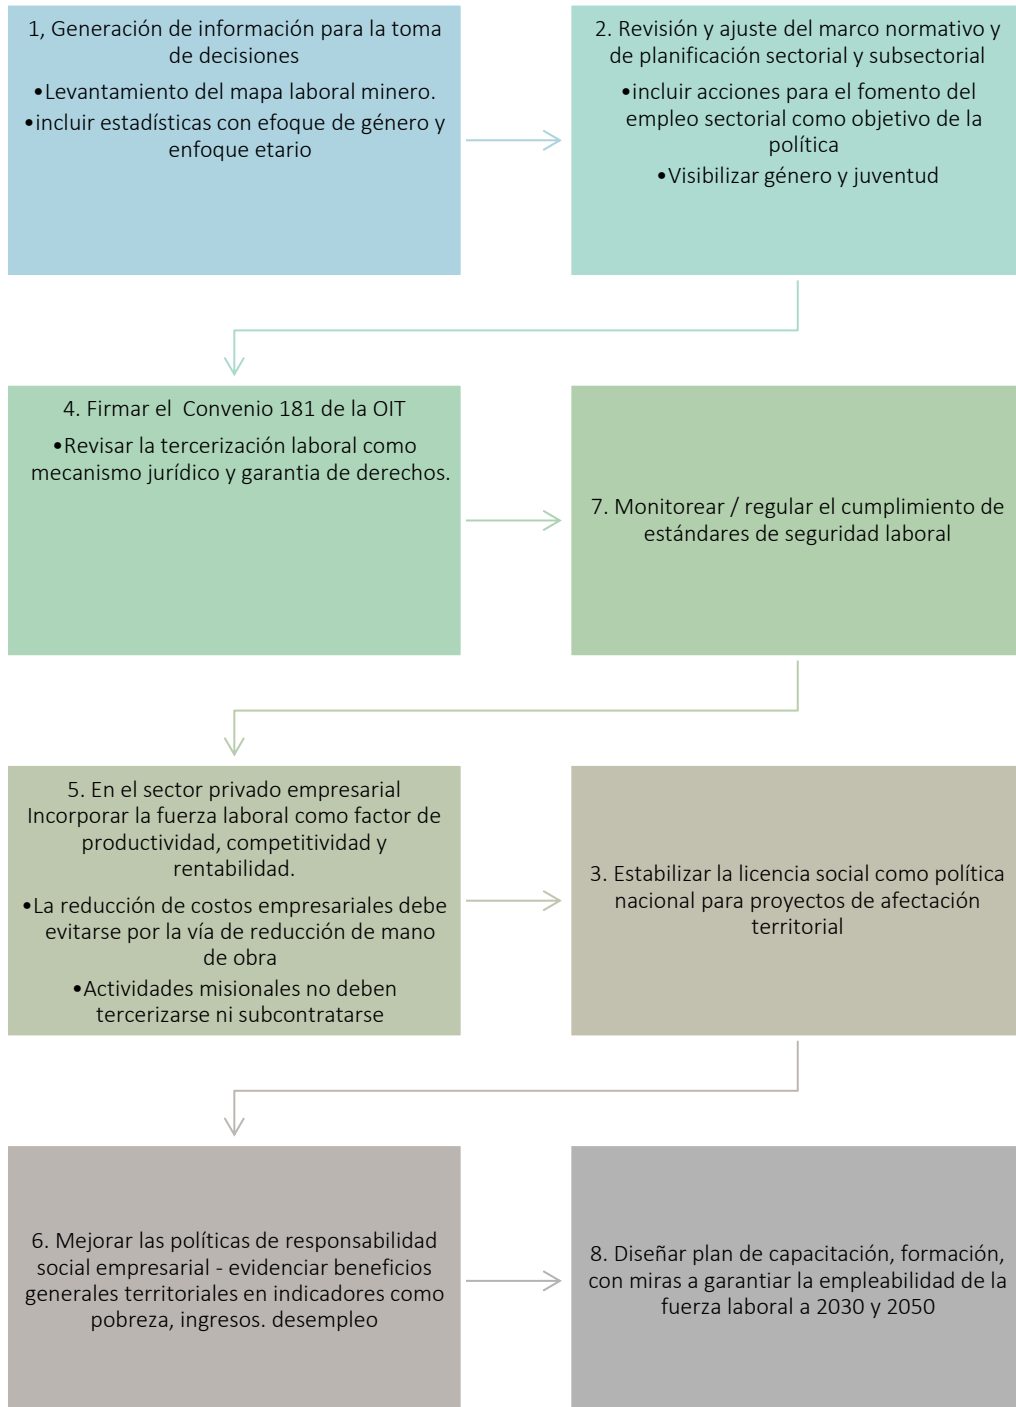 1, Generación de información para la toma
de decisiones
•Levantamiento del mapa laboral minero.
•incluir estadísticas con efoque de género y
enfoque etario
2. Revisión y ajuste del marco normativo y
de planificación sectorial y subsectorial
•incluir acciones para el fomento del
empleo sectorial como objetivo de la
política
•Visibilizar género y juventud
4. Firmar el Convenio 181 de la OIT
•Revisar la tercerización laboral como
mecanismo jurídico y garantia de derechos.
7. Monitorear / regular el cumplimiento de
estándares de seguridad laboral
5. En el sector privado empresarial
Incorporar la fuerza laboral como factor de
productividad, competitividad y
rentabilidad.
•La reducción de costos empresariales debe
evitarse por la vía de reducción de mano
de obra
•Actividades misionales no deben
tercerizarse ni subcontratarse
3. Estabilizar la licencia social como política
nacional para proyectos de afectación
territorial
6. Mejorar las políticas de responsabilidad
social empresarial - evidenciar beneficios
generales territoriales en indicadores como
pobreza, ingresos. desempleo
8. Diseñar plan de capacitación, formación,
con miras a garantiar la empleabilidad de la
fuerza laboral a 2030 y 2050